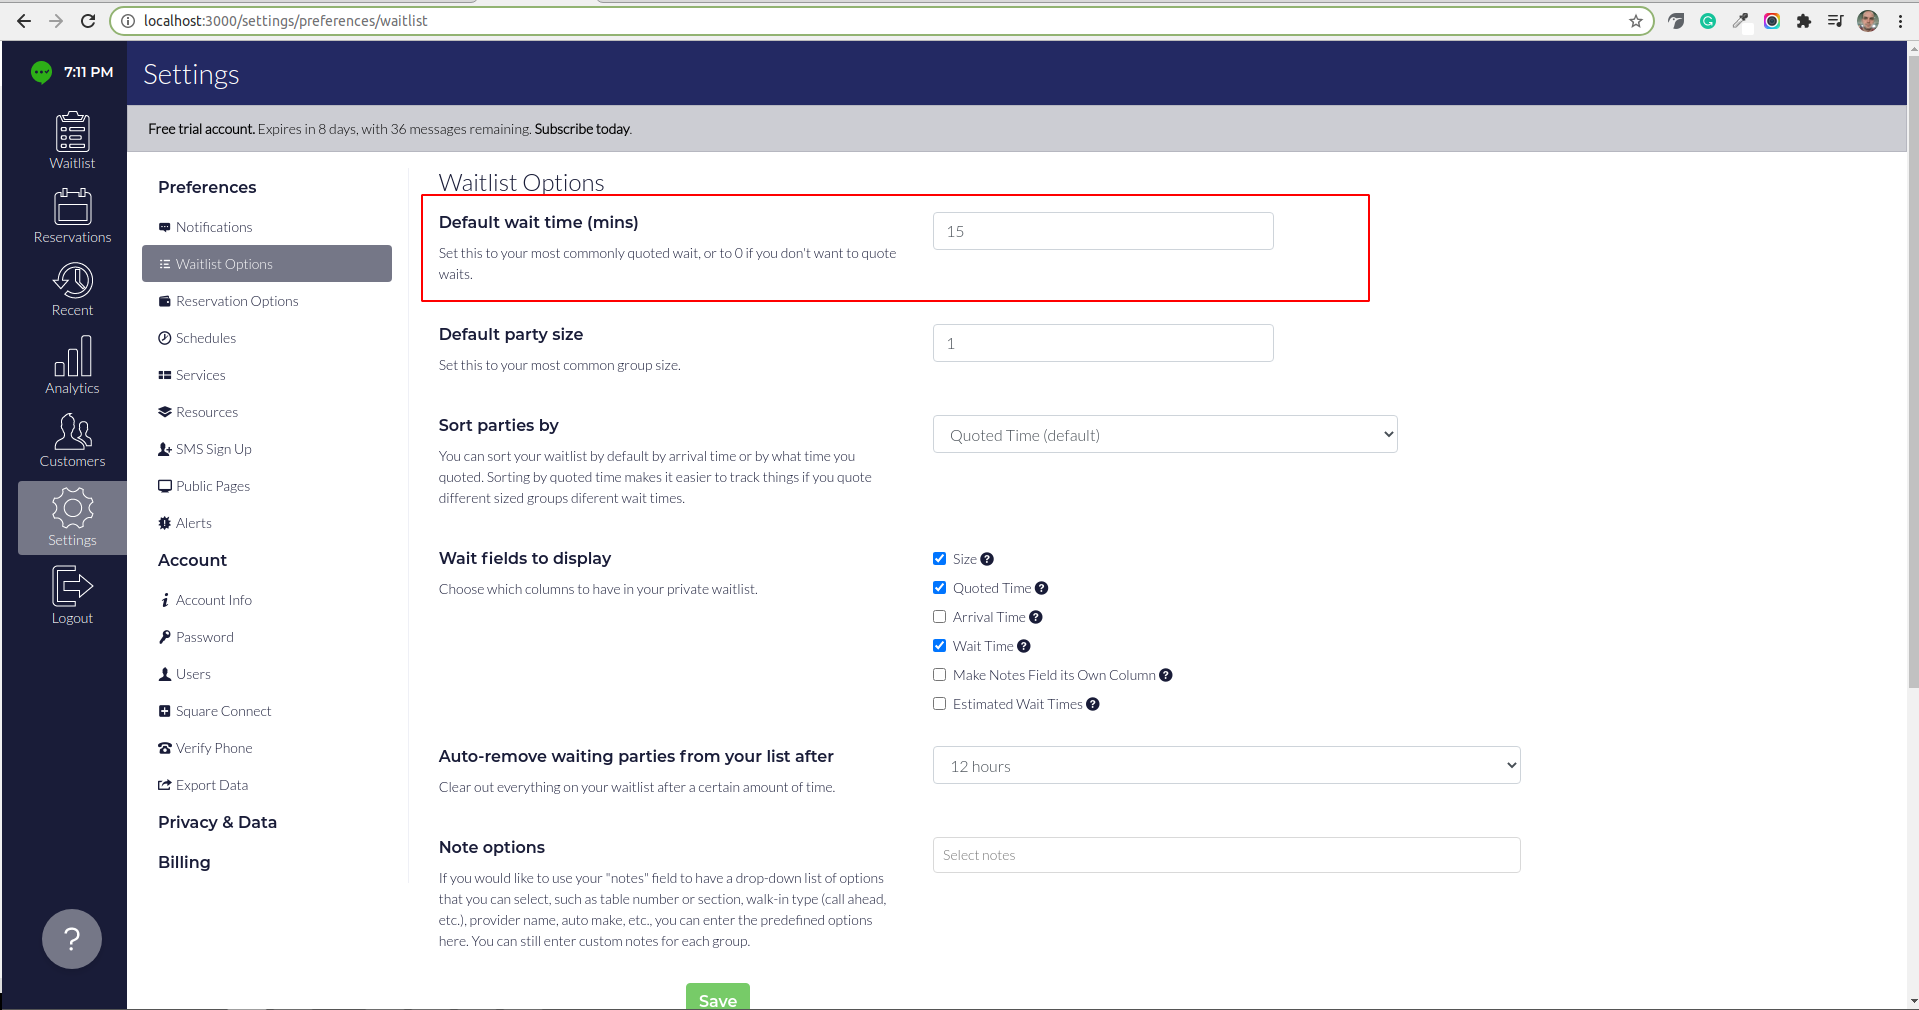 localhost:3000/settings/preferences/waitlist
7:11 PM
Settings
Waitlist
Reservations
Recent
Analytics
Customers
Settings
Logout
?
Free trial account. Expires in 8 days, with 36 messages remaining. Subscribe today.
Preferences
Notifications
Waitlist Options
Reservation Options
Schedules
Services
Resources
SMS Sign Up
Public Pages
Alerts
Account
Account Info
Password
Users
Square Connect
Verify Phone
Export Data
Privacy & Data
Billing
Waitlist Options
Default wait time (mins)
15
Set this to your most commonly quoted wait, or to 0 if you don't want to quote
waits.
Default party size
1
Set this to your most common group size.
Sort parties by
Quoted Time (default)
You can sort your waitlist by default by arrival time or by what time you
quoted. Sorting by quoted time makes it easier to track things if you quote
different sized groups diferent wait times.
Wait fields to display
Choose which columns to have in your private waitlist.
Size ?
Quoted Time ?
Arrival Time ?
Wait Time ?
Make Notes Field its Own Column ?
Estimated Wait Times ?
Auto-remove waiting parties from your list after
12 hours
Clear out everything on your waitlist after a certain amount of time.
Note options
Select notes
If you would like to use your "notes" field to have a drop-down list of options
that you can select, such as table number or section, walk-in type (call ahead,
etc.), provider name, auto make, etc., you can enter the predefined options
here. You can still enter custom notes for each group.
Save